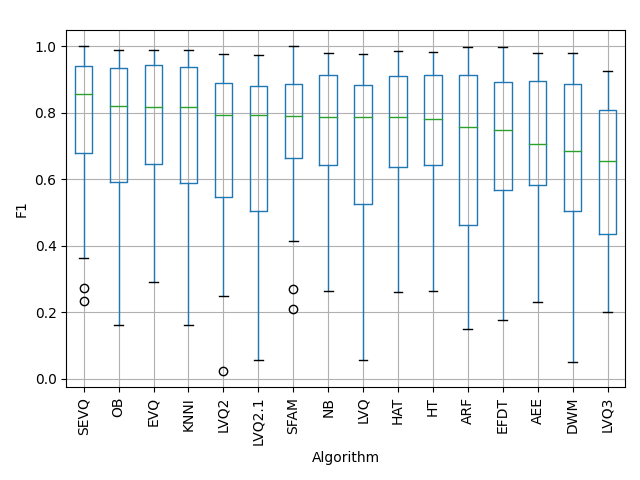 1.0
0.8
0.6
0.4
0.2
0.0
F1
SEVQ
OB
EVQ
KNNI
LVQ2
LVQ2.1
SFAM
NB
LVQ
HAT
HT
ARF
EFDT
AEE
DWM
LVQ3
Algorithm